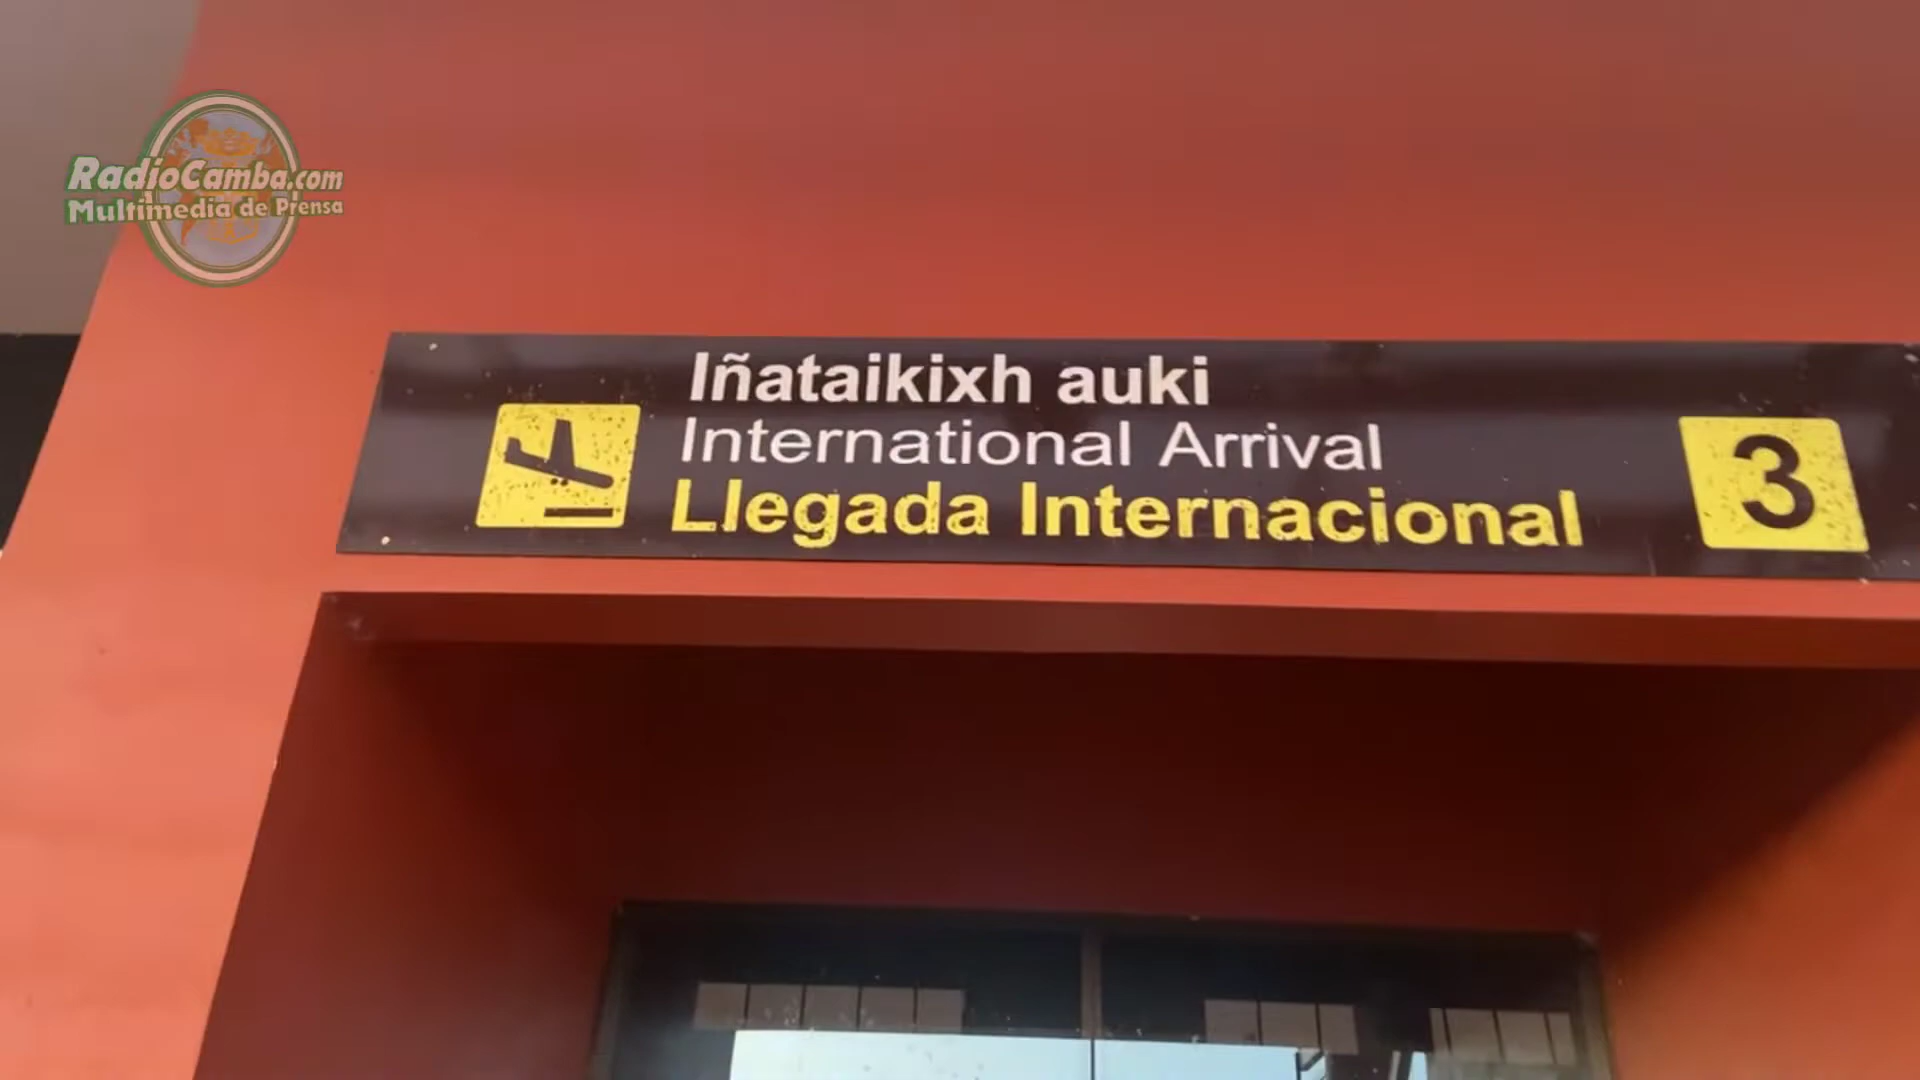 RadioCamba.com
Multimedia de Prensa
Iñataikixh auki
International Arrival
Llegada Internacional
3